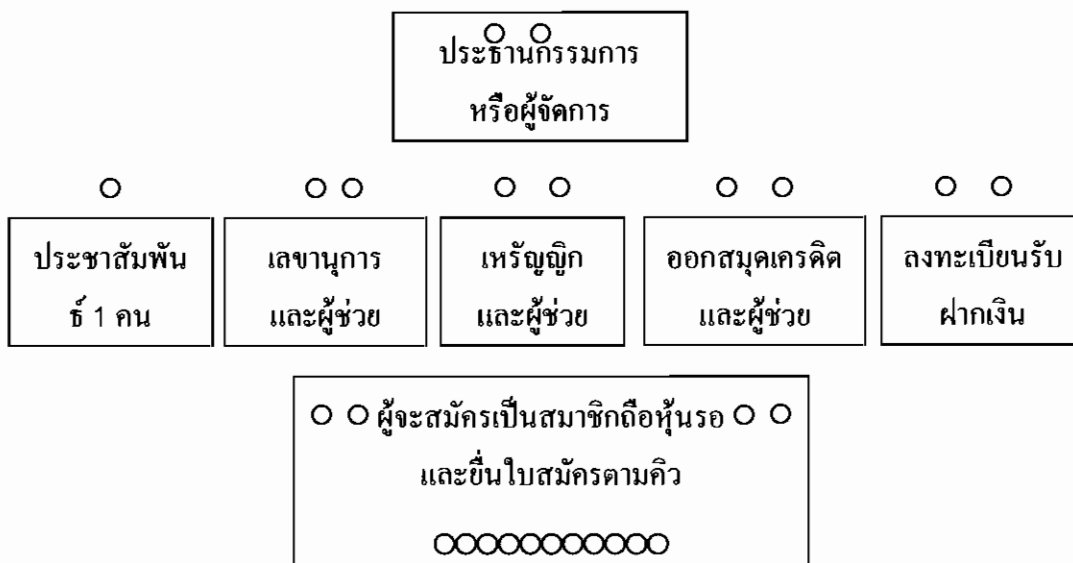 ประธานกรรมการ
หรือผู้จัดการ
ประชาสัมพัน
ธ์ 1 คน
เลขานุการ
และผู้ช่วย
เหรัญญิก
และผู้ช่วย
ออกสมุดเครดิต
และผู้ช่วย
ลงทะเบียนรับ
ฝากเงิน
ผู้จะสมัครเป็นสมาชิกถือหุ้นรอ
และยื่นใบสมัครตามคิว